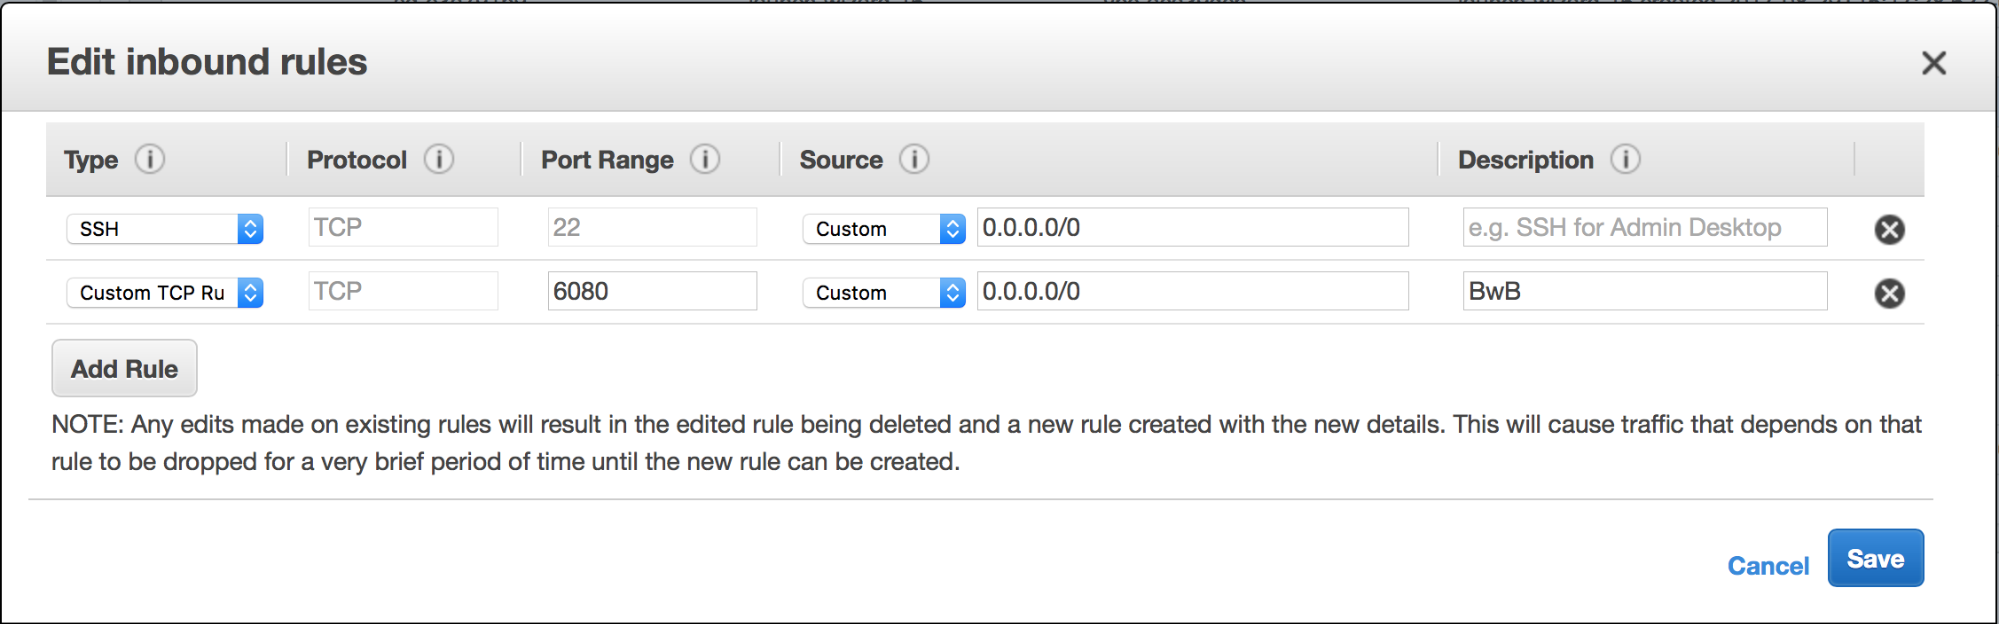 Edit inbound rules
Type Protocol Port Range Source Description
SSH TCP 22 Custom 0.0.0.0/0 e.g. SSH for Admin Desktop
Custom TCP Ru TCP 6080 Custom 0.0.0.0/0 BwB
Add Rule
NOTE: Any edits made on existing rules will result in the edited rule being deleted and a new rule created with the new details. This will cause traffic that depends on that
rule to be dropped for a very brief period of time until the new rule can be created.
Cancel Save